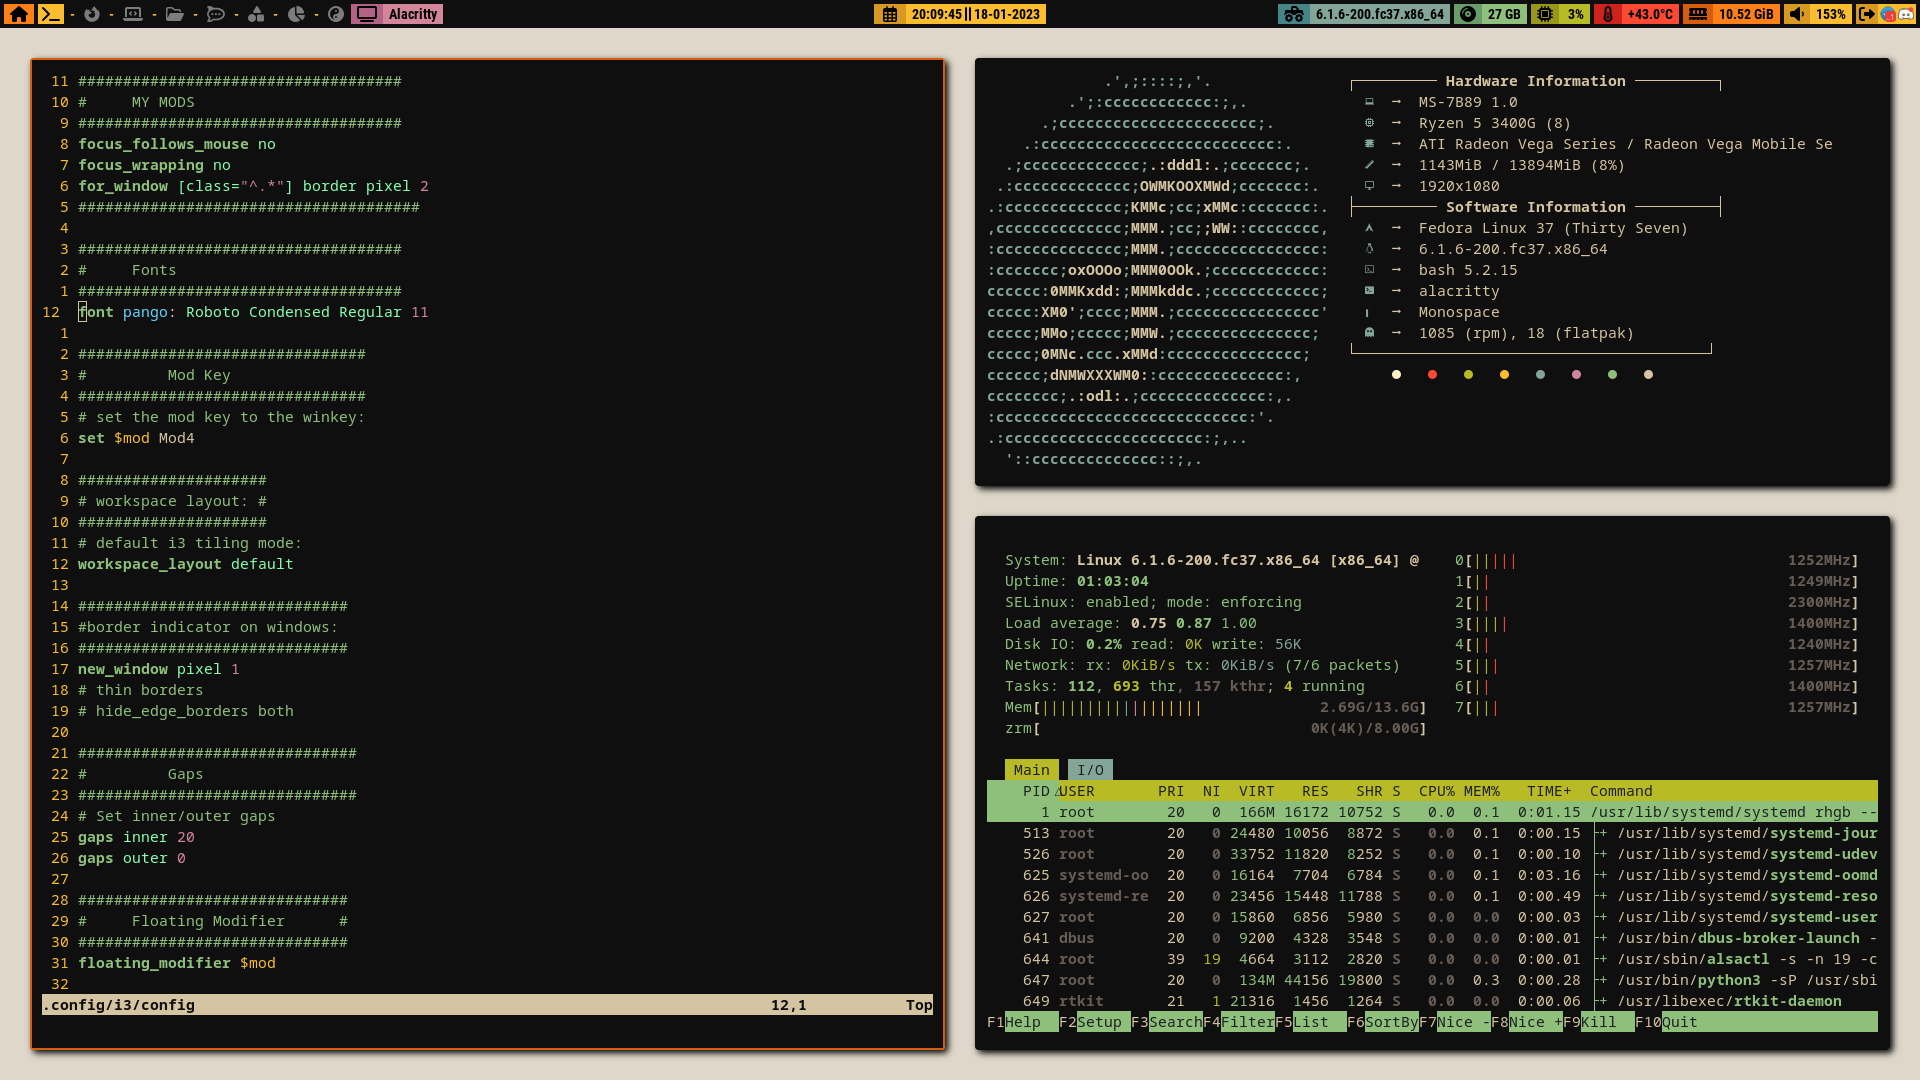 Alacritty
20:09:45 || 18-01-2023
6.1.6-200.fc37.x86_64
27 GB
3%
+43.0°C
10.52 GiB
153%
11 ####################################
10 #     MY MODS
9 ####################################
8 focus_follows_mouse no
7 focus_wrapping no
6 for_window [class="^.*"] border pixel 2
5 ######################################
4
3 ####################################
2 #     Fonts
1 ####################################
12 font pango: Roboto Condensed Regular 11
1
2 ################################
3 #         Mod Key
4 ################################
5 # set the mod key to the winkey:
6 set $mod Mod4
7
8 #####################
9 # workspace layout: #
10 #####################
11 # default i3 tiling mode:
12 workspace_layout default
13
14 ##############################
15 #border indicator on windows:
16 ##############################
17 new_window pixel 1
18 # thin borders
19 # hide_edge_borders both
20
21 ###############################
22 #         Gaps
23 ###############################
24 # Set inner/outer gaps
25 gaps inner 20
26 gaps outer 0
27
28 ##############################
29 #     Floating Modifier      #
30 ##############################
31 floating_modifier $mod
32
.config/i3/config 12,1 Top
.',;::::;,'.
.';:cccccccccccc:;,.
.;cccccccccccccccccccccc;.
.:cccccccccccccccccccccccccc:.
.;ccccccccccccc;.:dddl:.;ccccccc;.
.:ccccccccccccc;OWMKOOXMWd;ccccccc:.
.:ccccccccccccc;KMMc;cc;xMMc:ccccccc:.
,cccccccccccccc;MMM.;cc;;WW::cccccccc,
:cccccccccccccc;MMM.;cccccccccccccccc:
:ccccccc;oxOOOo;MMM0OOk.;cccccccccccc:
cccccc:0MMKxdd:;MMMkddc.;cccccccccccc;
ccccc:XM0';cccc;MMM.;cccccccccccccccc'
ccccc;MMo;ccccc;MMW.;ccccccccccccccc;
ccccc;0MNc.ccc.xMMd:ccccccccccccccc;
cccccc;dNMWXXXWM0::cccccccccccccc:,
cccccccc;.:odl:.;cccccccccccccc:,.
:cccccccccccccccccccccccccccc:'.
.:cccccccccccccccccccccc:;,..
'::cccccccccccccc::;,.
Hardware Information
→ MS-7B89 1.0
→ Ryzen 5 3400G (8)
→ ATI Radeon Vega Series / Radeon Vega Mobile Se
→ 1143MiB / 13894MiB (8%)
→ 1920x1080
Software Information
→ Fedora Linux 37 (Thirty Seven)
→ 6.1.6-200.fc37.x86_64
→ bash 5.2.15
→ alacritty
→ Monospace
→ 1085 (rpm), 18 (flatpak)
System: Linux 6.1.6-200.fc37.x86_64 [x86_64] @
Uptime: 01:03:04
SELinux: enabled; mode: enforcing
Load average: 0.75 0.87 1.00
Disk IO: 0.2% read: 0K write: 56K
Network: rx: 0KiB/s tx: 0KiB/s (7/6 packets)
Tasks: 112, 693 thr, 157 kthr; 4 running
Mem[|||||||||||||||||| 2.69G/13.6G]
zrm[ 0K(4K)/8.00G]
0[||||| 1252MHz]
1[|| 1249MHz]
2[|| 2300MHz]
3[|||| 1400MHz]
4[|| 1240MHz]
5[||| 1257MHz]
6[|| 1400MHz]
7[||| 1257MHz]
Main I/O
PID△USER PRI NI VIRT RES SHR S CPU% MEM% TIME+ Command
1 root 20 0 166M 16172 10752 S 0.0 0.1 0:01.15 /usr/lib/systemd/systemd rhgb --
513 root 20 0 24480 10056 8872 S 0.0 0.1 0:00.15 ├+ /usr/lib/systemd/systemd-jour
526 root 20 0 33752 11820 8252 S 0.0 0.1 0:00.10 ├+ /usr/lib/systemd/systemd-udev
625 systemd-oo 20 0 16164 7704 6784 S 0.0 0.1 0:03.16 ├+ /usr/lib/systemd/systemd-oomd
626 systemd-re 20 0 23456 15448 11788 S 0.0 0.1 0:00.49 ├+ /usr/lib/systemd/systemd-reso
627 root 20 0 15860 6856 5980 S 0.0 0.0 0:00.03 ├+ /usr/lib/systemd/systemd-user
641 dbus 20 0 9200 4328 3548 S 0.0 0.0 0:00.01 ├+ /usr/bin/dbus-broker-launch -
644 root 39 19 4664 3112 2820 S 0.0 0.0 0:00.01 ├+ /usr/sbin/alsactl -s -n 19 -c
647 root 20 0 134M 44156 19800 S 0.0 0.3 0:00.28 ├+ /usr/bin/python3 -sP /usr/sbi
649 rtkit 21 1 21316 1456 1264 S 0.0 0.0 0:00.06 ├+ /usr/libexec/rtkit-daemon
F1Help F2Setup F3SearchF4FilterF5List F6SortByF7Nice -F8Nice +F9Kill F10Quit